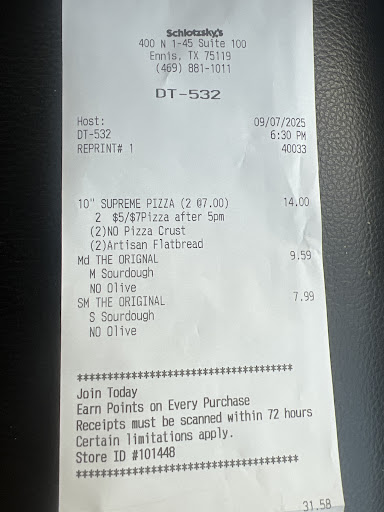 Schlotzsky's
400 N 1-45 Suite 100
Ennis, TX 75119
(469) 881-1011
DT-532
Host: 09/07/2025
DT-532 6:30 PM
REPRINT# 1 40033
10" SUPREME PIZZA (2 @7.00) 14.00
2 $5/$7Pizza after 5pm
(2)NO Pizza Crust
(2)Artisan Flatbread
Md THE ORIGNAL 9.59
M Sourdough
NO Olive
SM THE ORIGINAL 7.99
S Sourdough
NO Olive
****************************************
Join Today
Earn Points on Every Purchase
Receipts must be scanned within 72 hours
Certain limitations apply.
Store ID #101448
****************************************
31.58